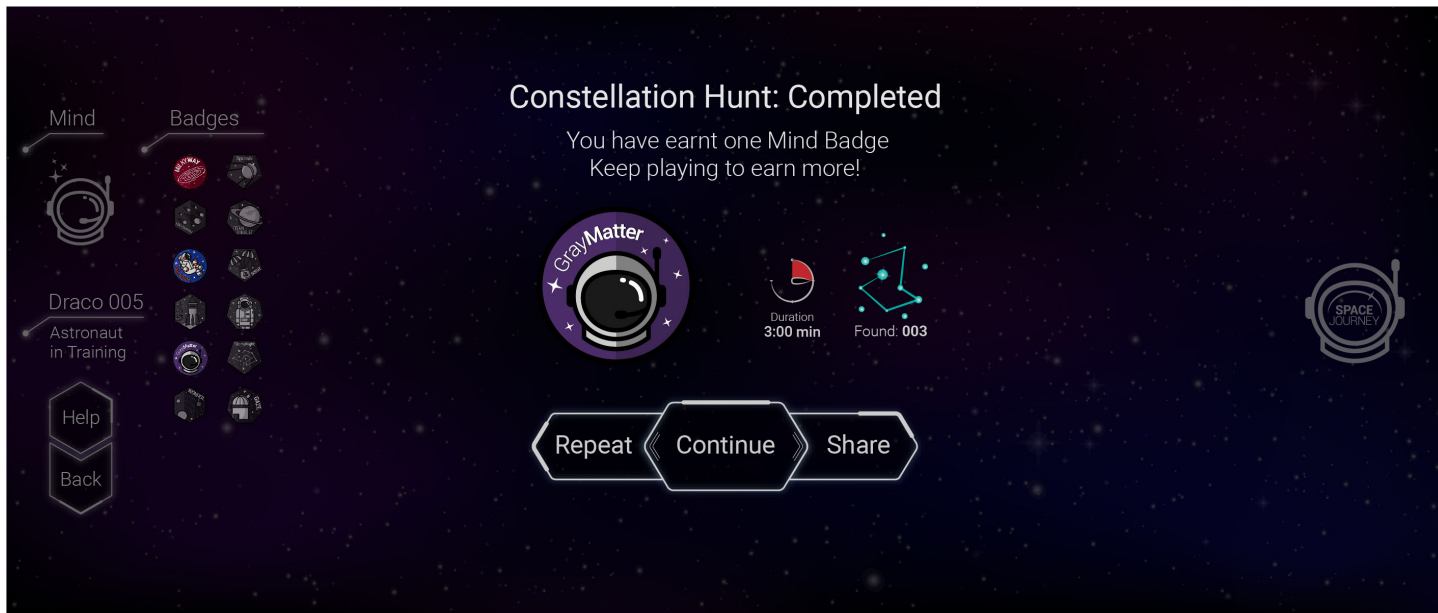 Constellation Hunt: Completed
You have earnt one Mind Badge
Keep playing to earn more!
Mind
Badges
MILKYWAY
GrayMatter
Duration
3:00 min
Found: 003
Draco 005
Astronaut
in Training
SPACE
JOURNEY
Help
Back
Repeat
Continue
Share